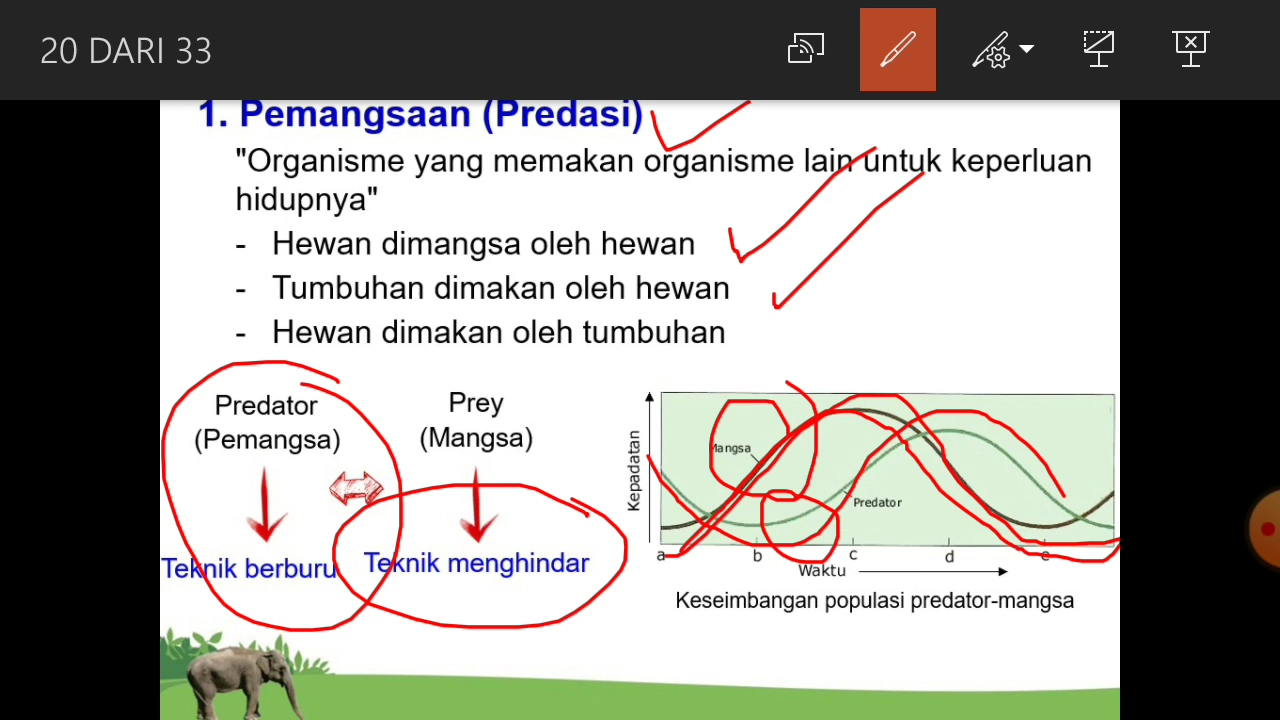 20 DARI 33
1. Pemangsaan (Predasi)
"Organisme yang memakan organisme lain untuk keperluan
hidupnya"
- Hewan dimangsa oleh hewan
- Tumbuhan dimakan oleh hewan
- Hewan dimakan oleh tumbuhan
Predator
(Pemangsa)
Teknik berburu
Prey
(Mangsa)
Teknik menghindar
Kepadatan
Mangsa
Predator
a b c d e
Waktu
Keseimbangan populasi predator-mangsa